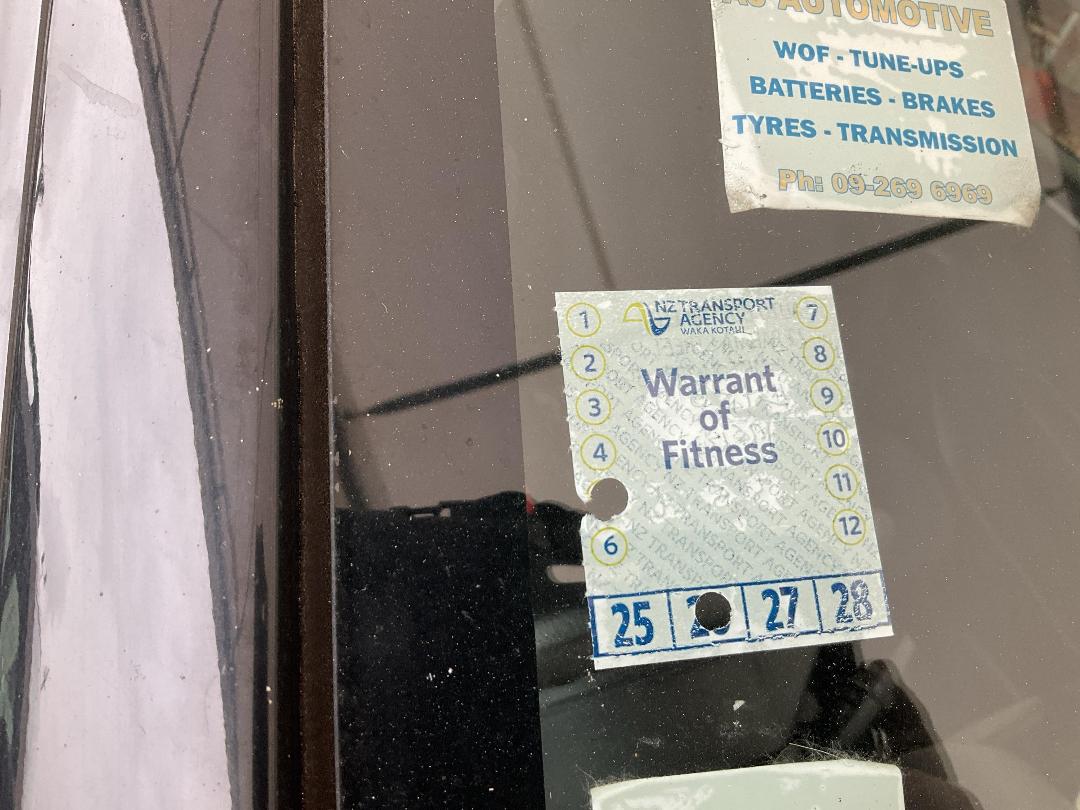 AUTOMOTIVE
WOF - TUNE-UPS
BATTERIES - BRAKES
TYRES - TRANSMISSION
Ph: 09-269 6969
NZ TRANSPORT
AGENCY
WAKA KOTAHI
Warrant
of
Fitness
1
2
3
4
6
7
8
9
10
11
12
25 27 28